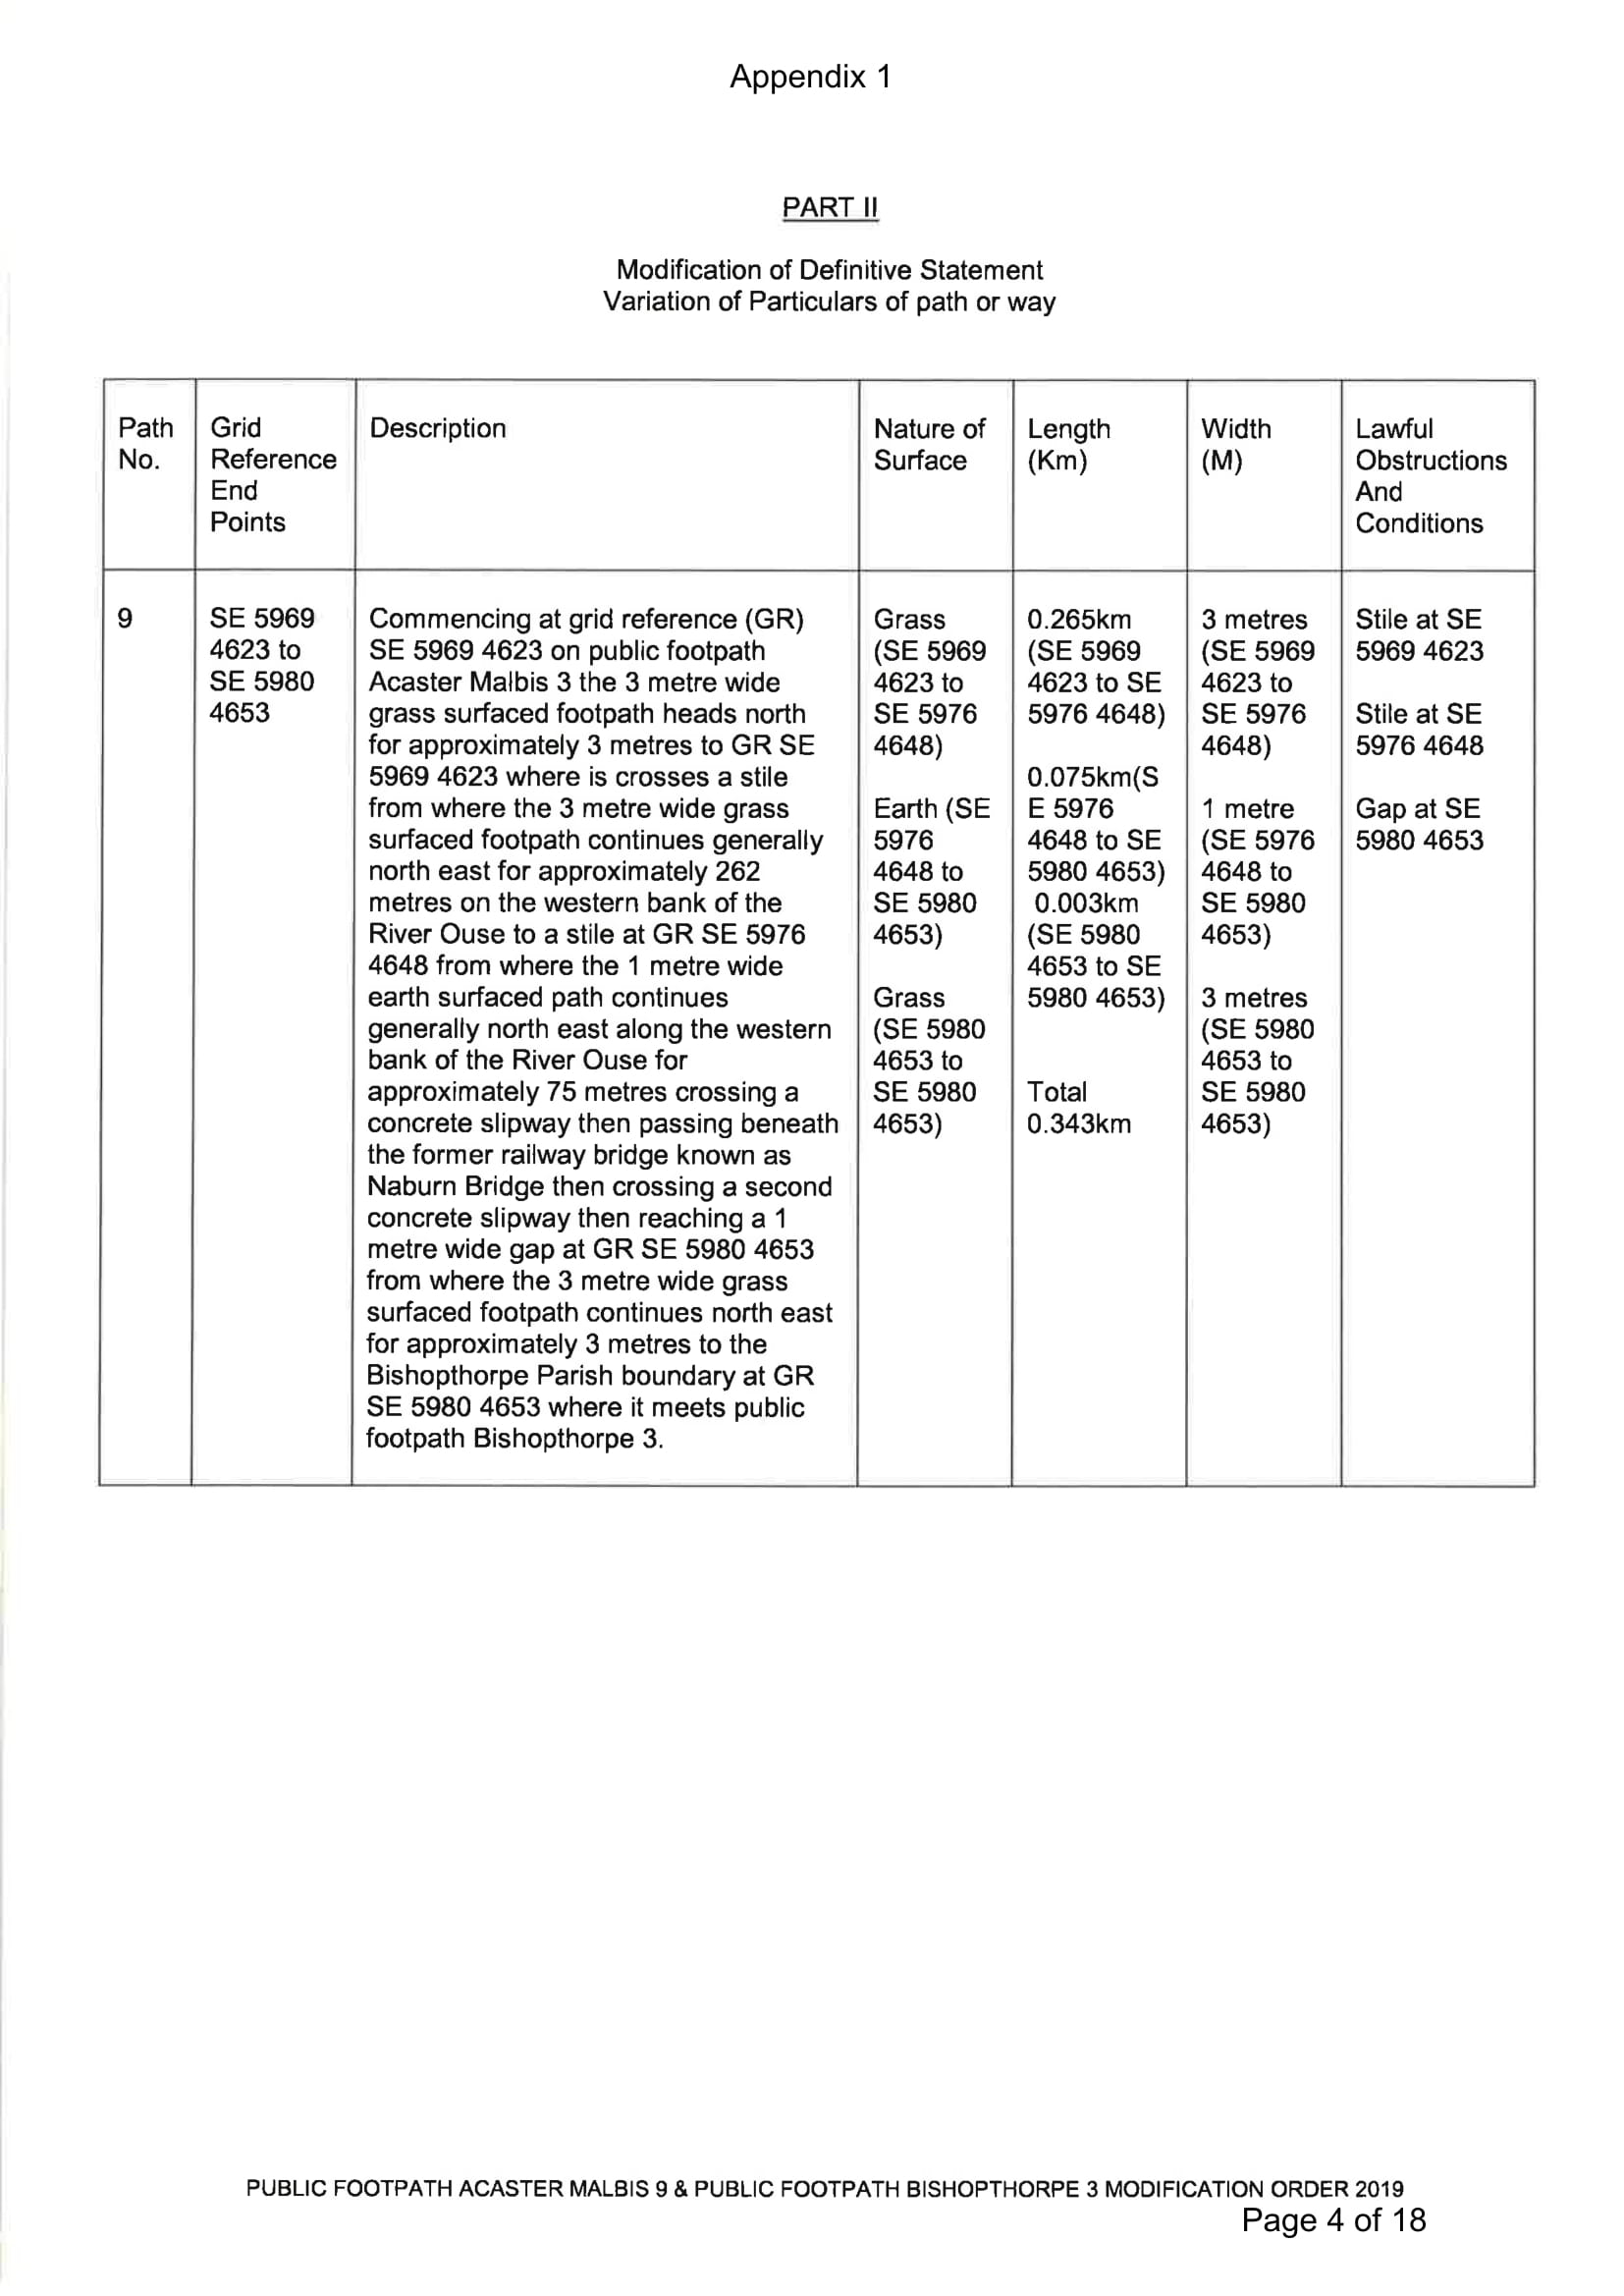 Appendix 1
PART II
Modification of Definitive Statement
Variation of Particulars of path or way
Path
No.
Grid
Reference
End
Points
Description
Nature of
Surface
Length
(Km)
Width
(M)
Lawful
Obstructions
And
Conditions
9
SE 5969
4623 to
SE 5980
4653
Commencing at grid reference (GR)
SE 5969 4623 on public footpath
Acaster Malbis 3 the 3 metre wide
grass surfaced footpath heads north
for approximately 3 metres to GR SE
5969 4623 where is crosses a stile
from where the 3 metre wide grass
surfaced footpath continues generally
north east for approximately 262
metres on the western bank of the
River Ouse to a stile at GR SE 5976
4648 from where the 1 metre wide
earth surfaced path continues
generally north east along the western
bank of the River Ouse for
approximately 75 metres crossing a
concrete slipway then passing beneath
the former railway bridge known as
Naburn Bridge then crossing a second
concrete slipway then reaching a 1
metre wide gap at GR SE 5980 4653
from where the 3 metre wide grass
surfaced footpath continues north east
for approximately 3 metres to the
Bishopthorpe Parish boundary at GR
SE 5980 4653 where it meets public
footpath Bishopthorpe 3.
Grass
(SE 5969
4623 to
SE 5976
4648)
Earth (SE
5976
4648 to
SE 5980
4653)
Grass
(SE 5980
4653 to
SE 5980
4653)
0.265km
(SE 5969
4623 to SE
5976 4648)
0.075km(S
E 5976
4648 to SE
5980 4653)
0.003km
(SE 5980
4653 to SE
5980 4653)
Total
0.343km
3 metres
(SE 5969
4623 to
SE 5976
4648)
1 metre
(SE 5976
4648 to
SE 5980
4653)
3 metres
(SE 5980
4653 to
SE 5980
4653)
Stile at SE
5969 4623
Stile at SE
5976 4648
Gap at SE
5980 4653
PUBLIC FOOTPATH ACASTER MALBIS 9 & PUBLIC FOOTPATH BISHOPTHORPE 3 MODIFICATION ORDER 2019
Page 4 of 18